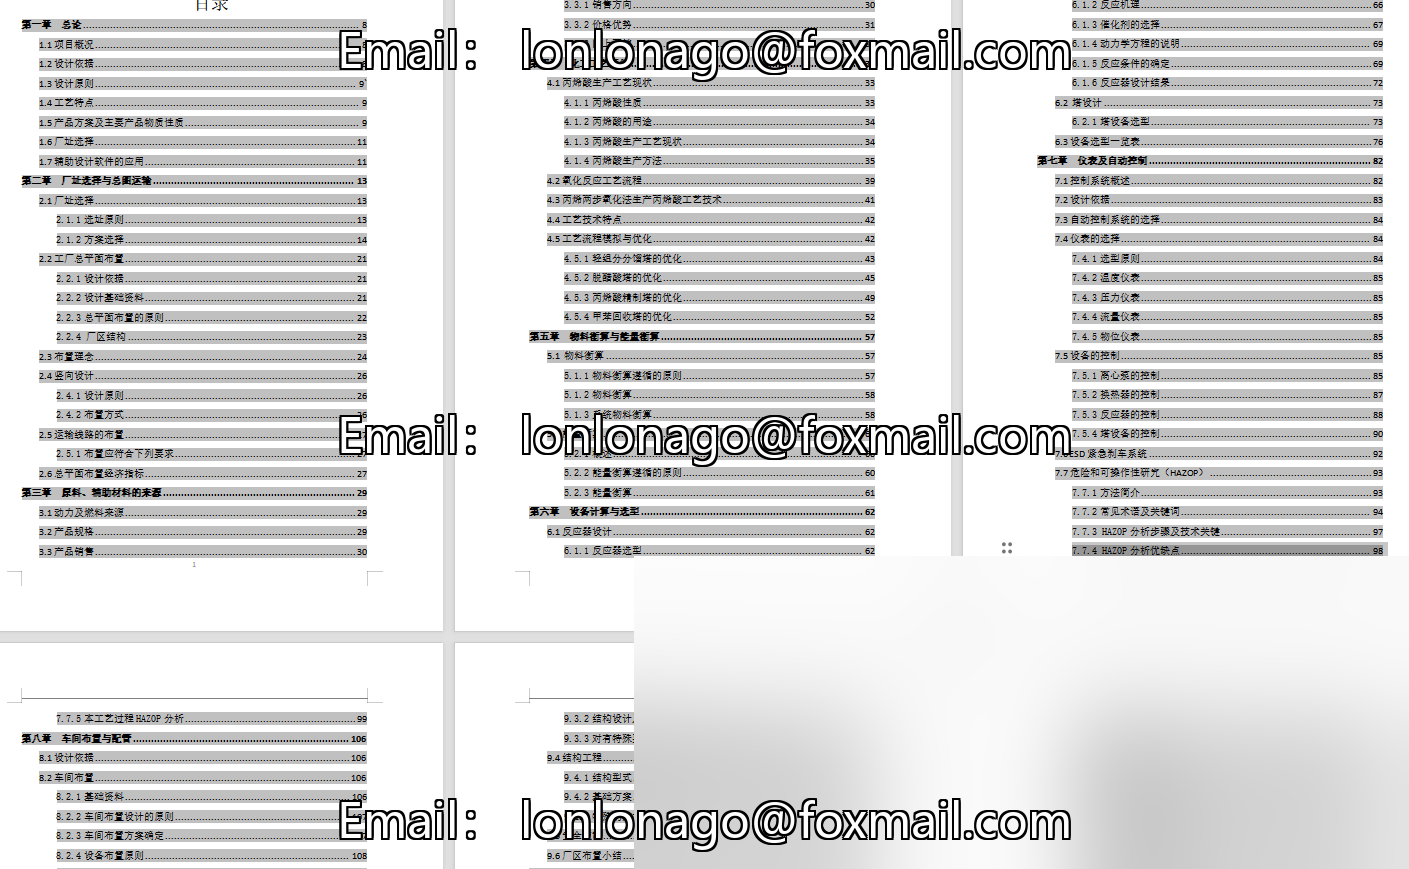 目录
第一章 总论 8
1.1 项目概况
1.2 设计依据
1.3 设计原则 9
1.4 工艺特点 9
1.5 产品方案及主要产品物质性质 9
1.6 厂址选择 11
1.7 辅助设计软件的应用 11
第二章 厂址选择与总图运输 13
2.1 厂址选择 13
2.1.1 选址原则 13
2.1.2 方案选择 14
2.2 工厂总平面布置 21
2.2.1 设计依据 21
2.2.2 设计基础资料 21
2.2.3 总平面布置的原则 22
2.2.4 厂区结构 23
2.3 布置理念 24
2.4 竖向设计 26
2.4.1 设计原则 26
2.4.2 布置方式 26
2.5 运输线路的布置
2.5.1 布置应符合下列要求
2.6 总平面布置经济指标 27
第三章 原料、辅助材料的来源 29
3.1 动力及燃料来源 29
3.2 产品规格 29
3.3 产品销售 30
1
3.3.1 销售方向 30
3.3.2 价格优势 31
Email： lonlonago@foxmail.com
4.1 丙烯酸生产工艺现状 33
4.1.1 丙烯酸性质 33
4.1.2 丙烯酸的用途 34
4.1.3 丙烯酸生产工艺现状 34
4.1.4 丙烯酸生产方法 35
4.2 氧化反应工艺流程 39
4.3 丙烯两步氧化法生产丙烯酸工艺技术 41
4.4 工艺技术特点 42
4.5 工艺流程模拟与优化 42
4.5.1 轻组分分馏塔的优化 43
4.5.2 脱醋酸塔的优化 45
4.5.3 丙烯酸精制塔的优化 49
4.5.4 甲苯回收塔的优化 52
第五章 物料衡算与能量衡算 57
5.1 物料衡算 57
5.1.1 物料衡算遵循的原则 57
5.1.2 物料衡算 58
5.1.3 系统物料衡算 58
Email： lonlonago@foxmail.com
5.2.2 能量衡算遵循的原则 60
5.2.3 能量衡算 61
第六章 设备计算与选型 62
6.1 反应器设计 62
6.1.1 反应器选型 62
6.1.2 反应机理 66
6.1.3 催化剂的选择 67
6.1.4 动力学方程的说明 69
6.1.5 反应条件的确定 69
6.1.6 反应器设计结果 72
6.2 塔设计 73
6.2.1 塔设备选型 73
6.3 设备选型一览表 76
第七章 仪表及自动控制 82
7.1 控制系统概述 82
7.2 设计依据 83
7.3 自动控制系统的选择 84
7.4 仪表的选择 84
7.4.1 选型原则 84
7.4.2 温度仪表 85
7.4.3 压力仪表 85
7.4.4 流量仪表 85
7.4.5 物位仪表 85
7.5 设备的控制 85
7.5.1 离心泵的控制 85
7.5.2 换热器的控制 87
7.5.3 反应器的控制 88
7.5.4 塔设备的控制 90
ESD 紧急刹车系统 92
7.7 危险和可操作性研究（HAZOP） 93
7.7.1 方法简介 93
7.7.2 常见术语及关键词 94
7.7.3 HAZOP 分析步骤及技术关键 97
7.7.4 HAZOP 分析优缺点 98
7.7.5 本工艺过程 HAZOP 分析 99
第八章 车间布置与配管 106
8.1 设计依据 106
8.2 车间布置 106
8.2.1 基础资料 106
8.2.2 车间布置设计的原则
8.2.3 车间布置方案确定
8.2.4 设备布置原则 108
9.3.2 结构设计
9.3.3 对有特殊
9.4 结构工程
9.4.1 结构型式
9.4.2 基础方案
Email： lonlonago@foxmail.com
9.6 厂区布置小结